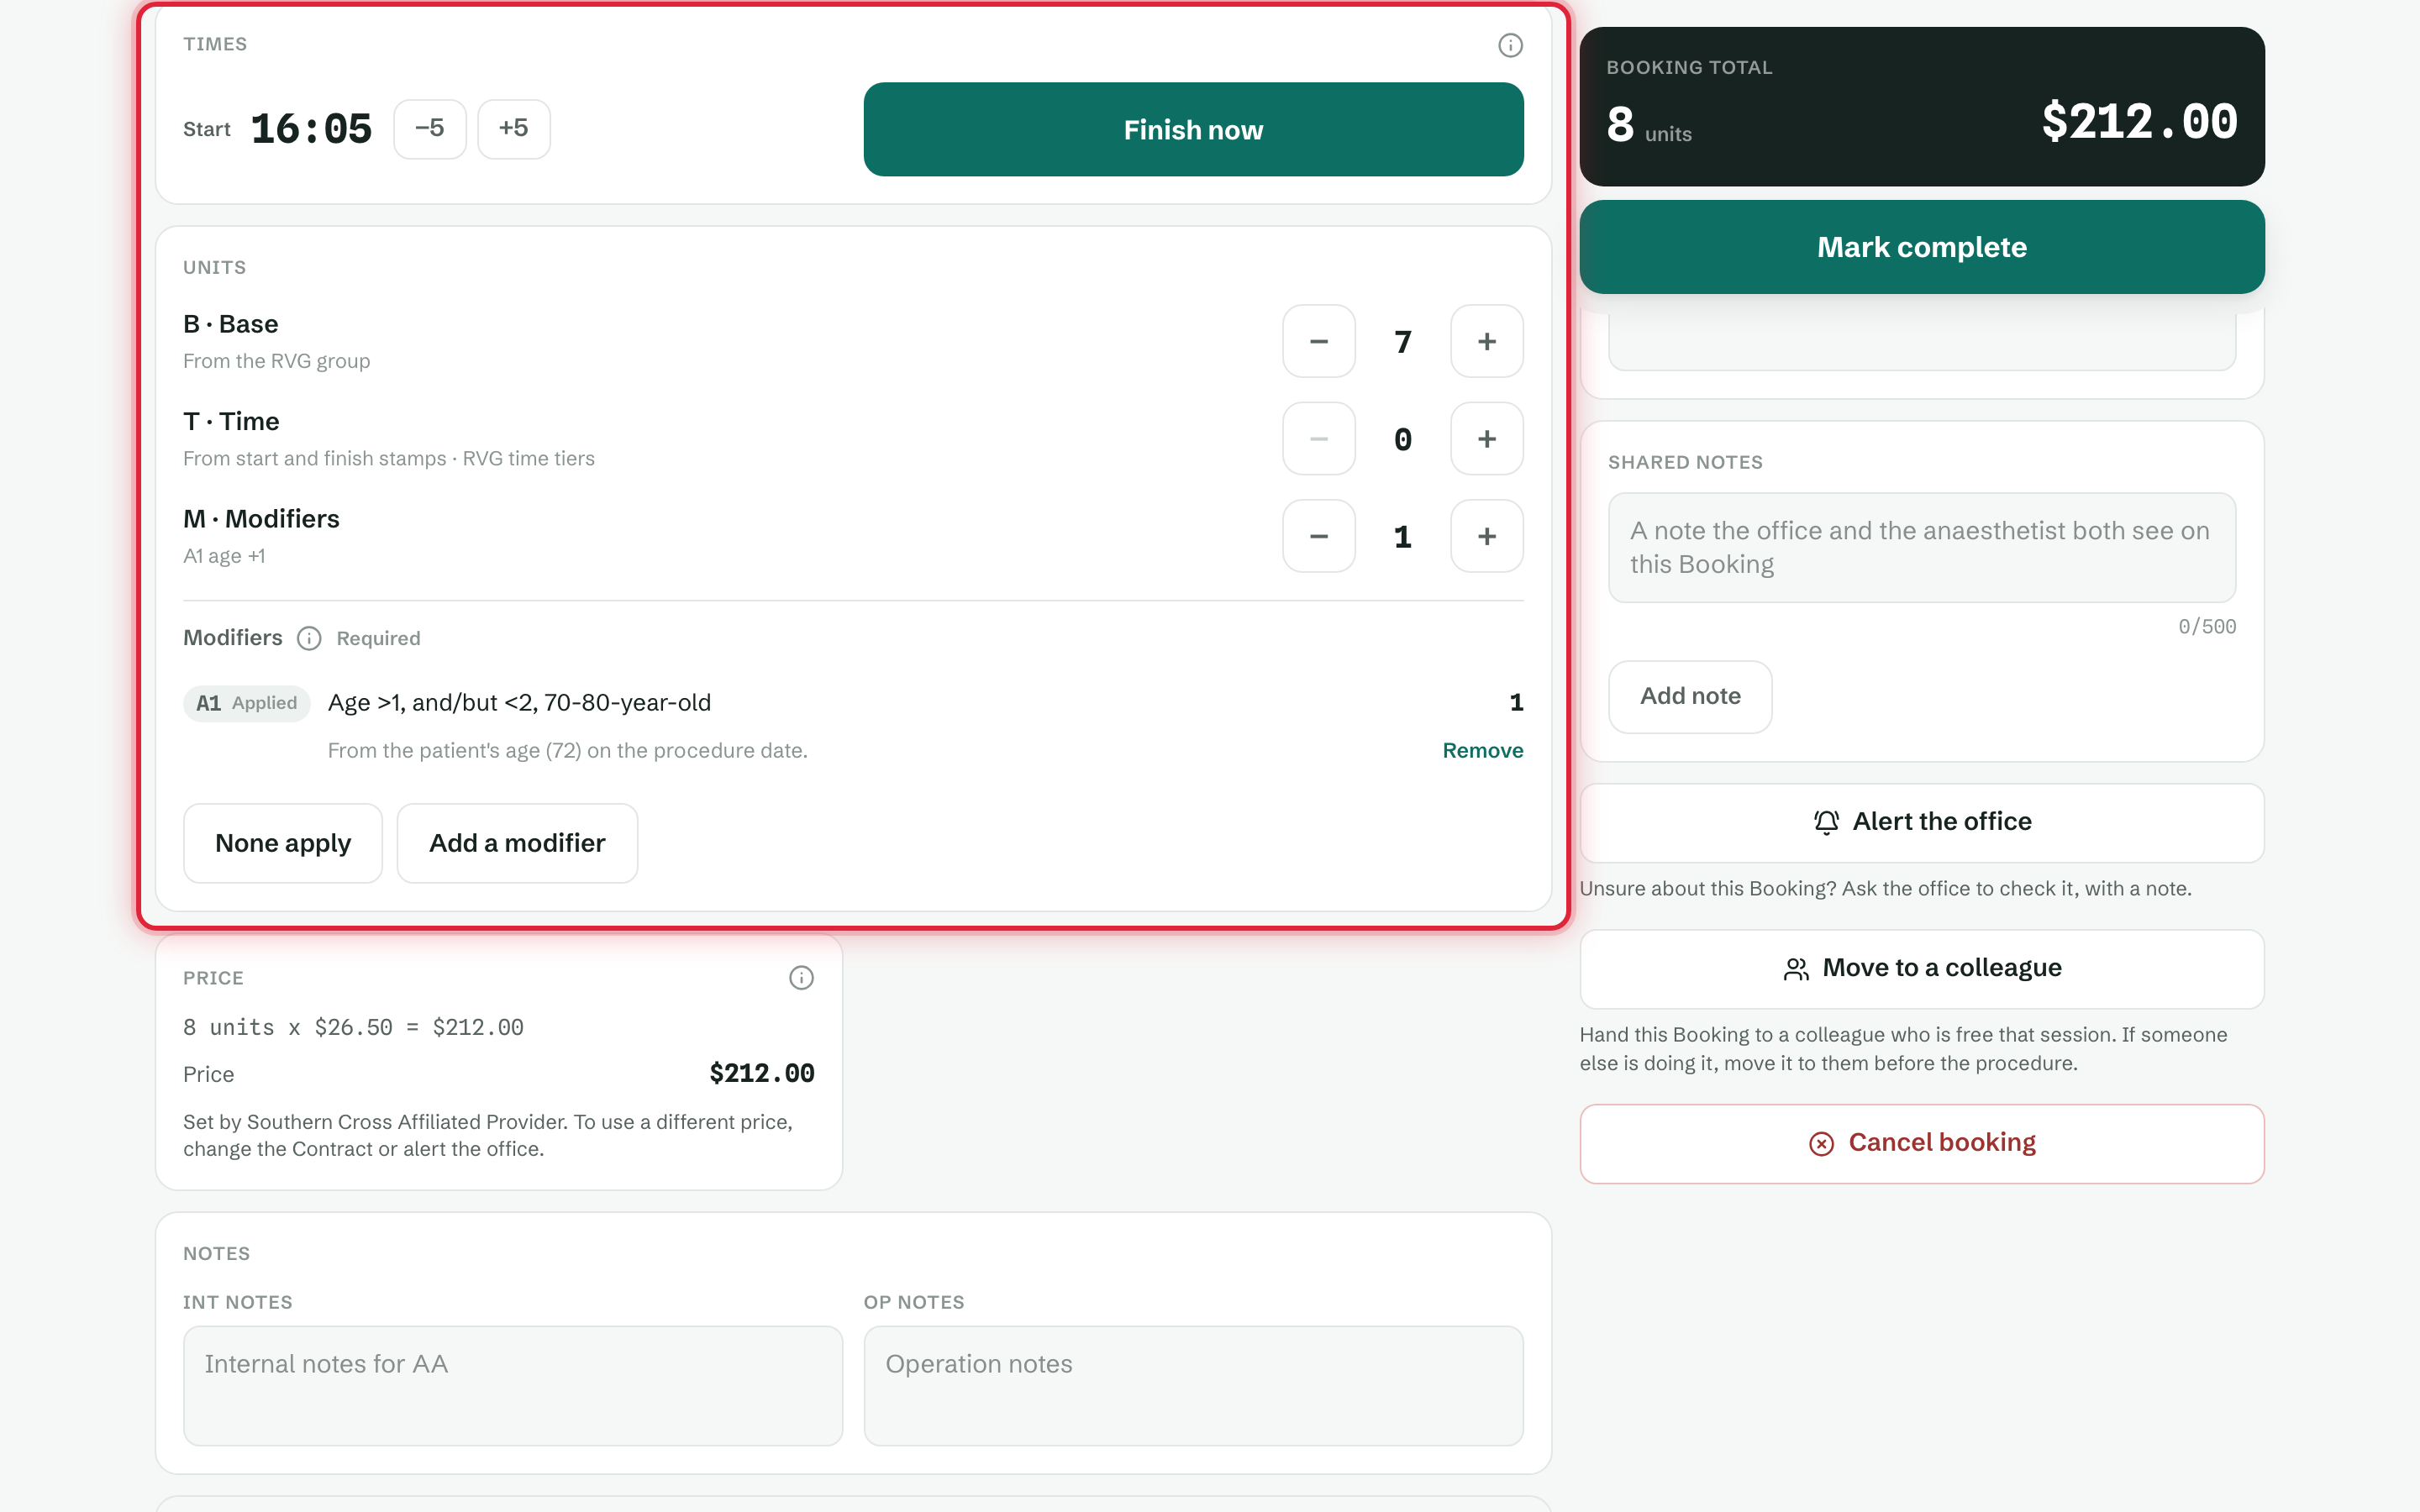 TIMES
Start 16:05 −5 +5 Finish now
UNITS
B · Base
From the RVG group
− 7 +
T · Time
From start and finish stamps · RVG time tiers
− 0 +
M · Modifiers
A1 age +1
− 1 +
Modifiers Required
A1 Applied Age >1, and/but <2, 70-80-year-old 1
From the patient's age (72) on the procedure date. Remove
None apply Add a modifier
PRICE
8 units x $26.50 = $212.00
Price $212.00
Set by Southern Cross Affiliated Provider. To use a different price,
change the Contract or alert the office.
NOTES
INT NOTES
Internal notes for AA
OP NOTES
Operation notes
BOOKING TOTAL
8 units $212.00
Mark complete
SHARED NOTES
A note the office and the anaesthetist both see on
this Booking
0/500
Add note
Alert the office
Unsure about this Booking? Ask the office to check it, with a note.
Move to a colleague
Hand this Booking to a colleague who is free that session. If someone
else is doing it, move it to them before the procedure.
Cancel booking